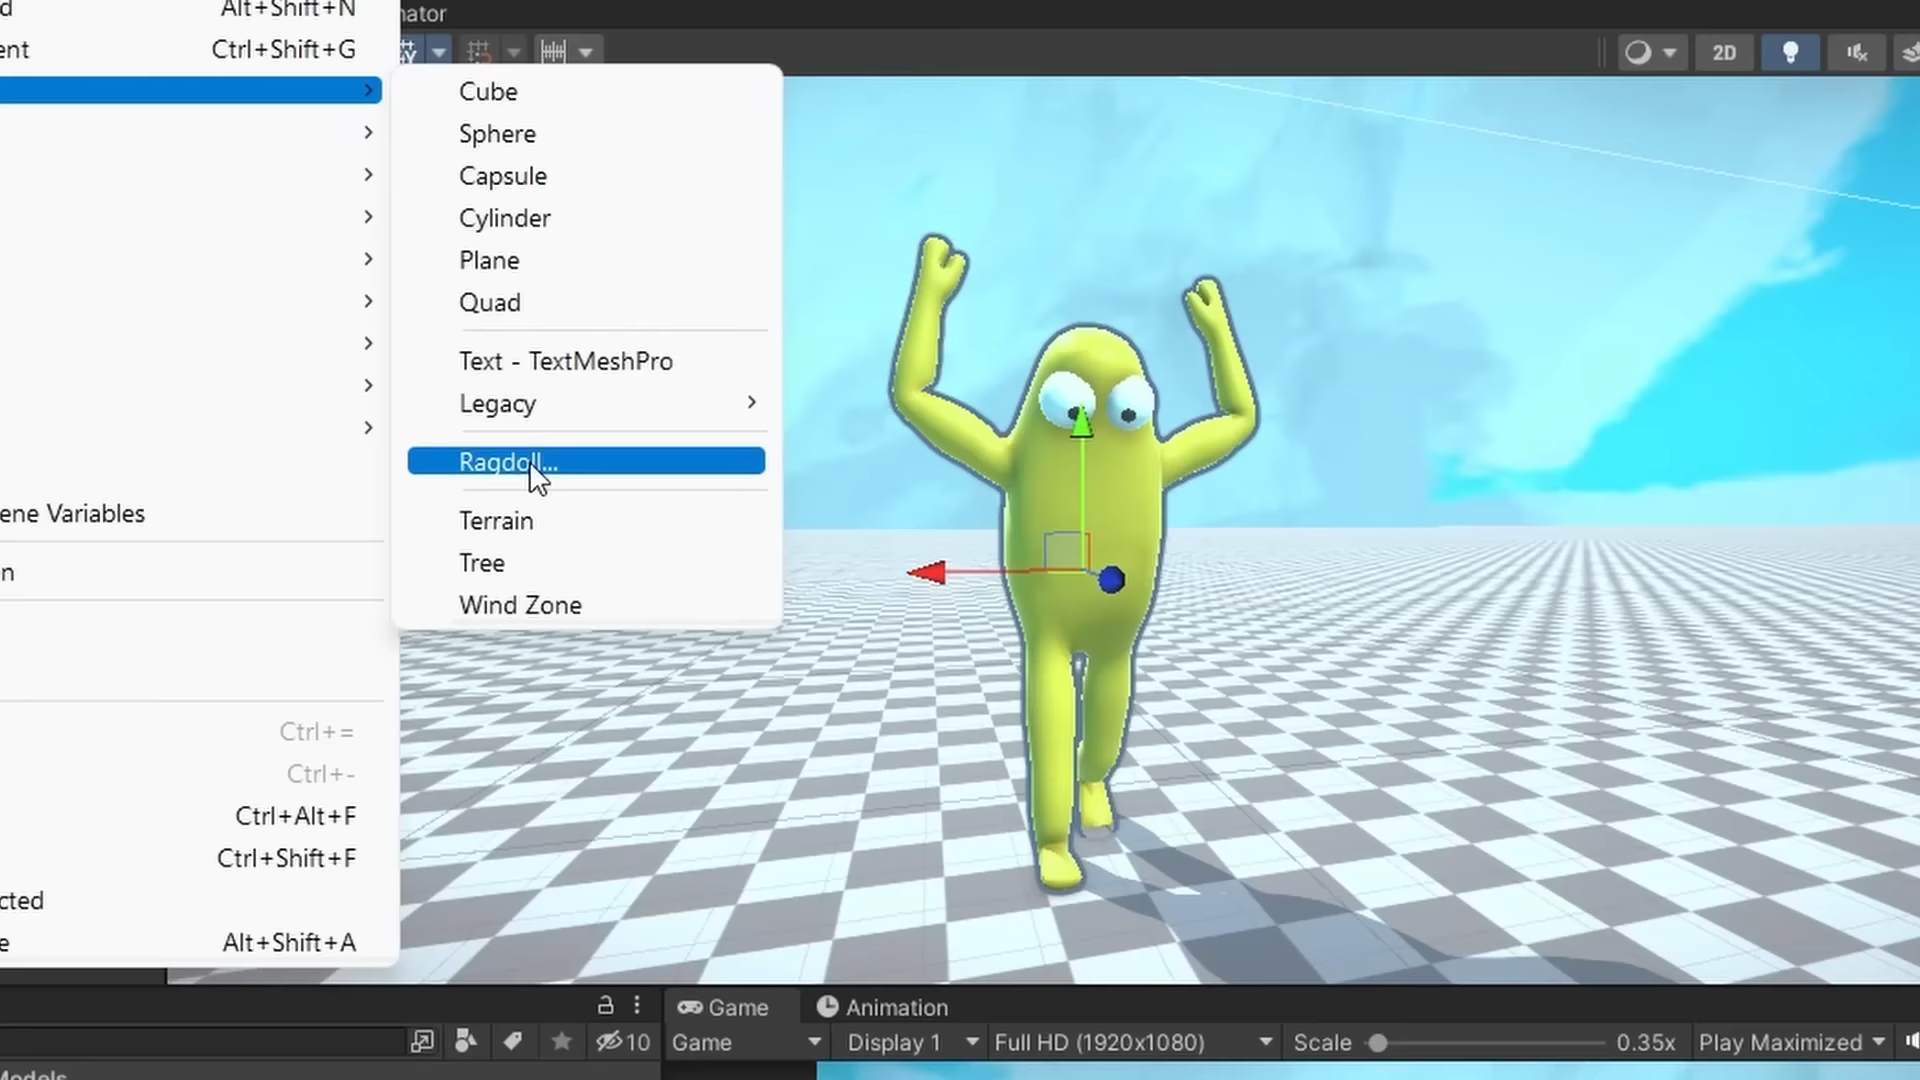 d Alt+Shift+N
ent Ctrl+Shift+G
ene Variables
n
Ctrl+=
Ctrl+-
Ctrl+Alt+F
Ctrl+Shift+F
cted
e Alt+Shift+A
Cube
Sphere
Capsule
Cylinder
Plane
Quad
Text - TextMeshPro
Legacy
Ragdoll...
Terrain
Tree
Wind Zone
nator
2D
Game
Animation
10
Game
Display 1
Full HD (1920x1080)
Scale
0.35x
Play Maximized
Models